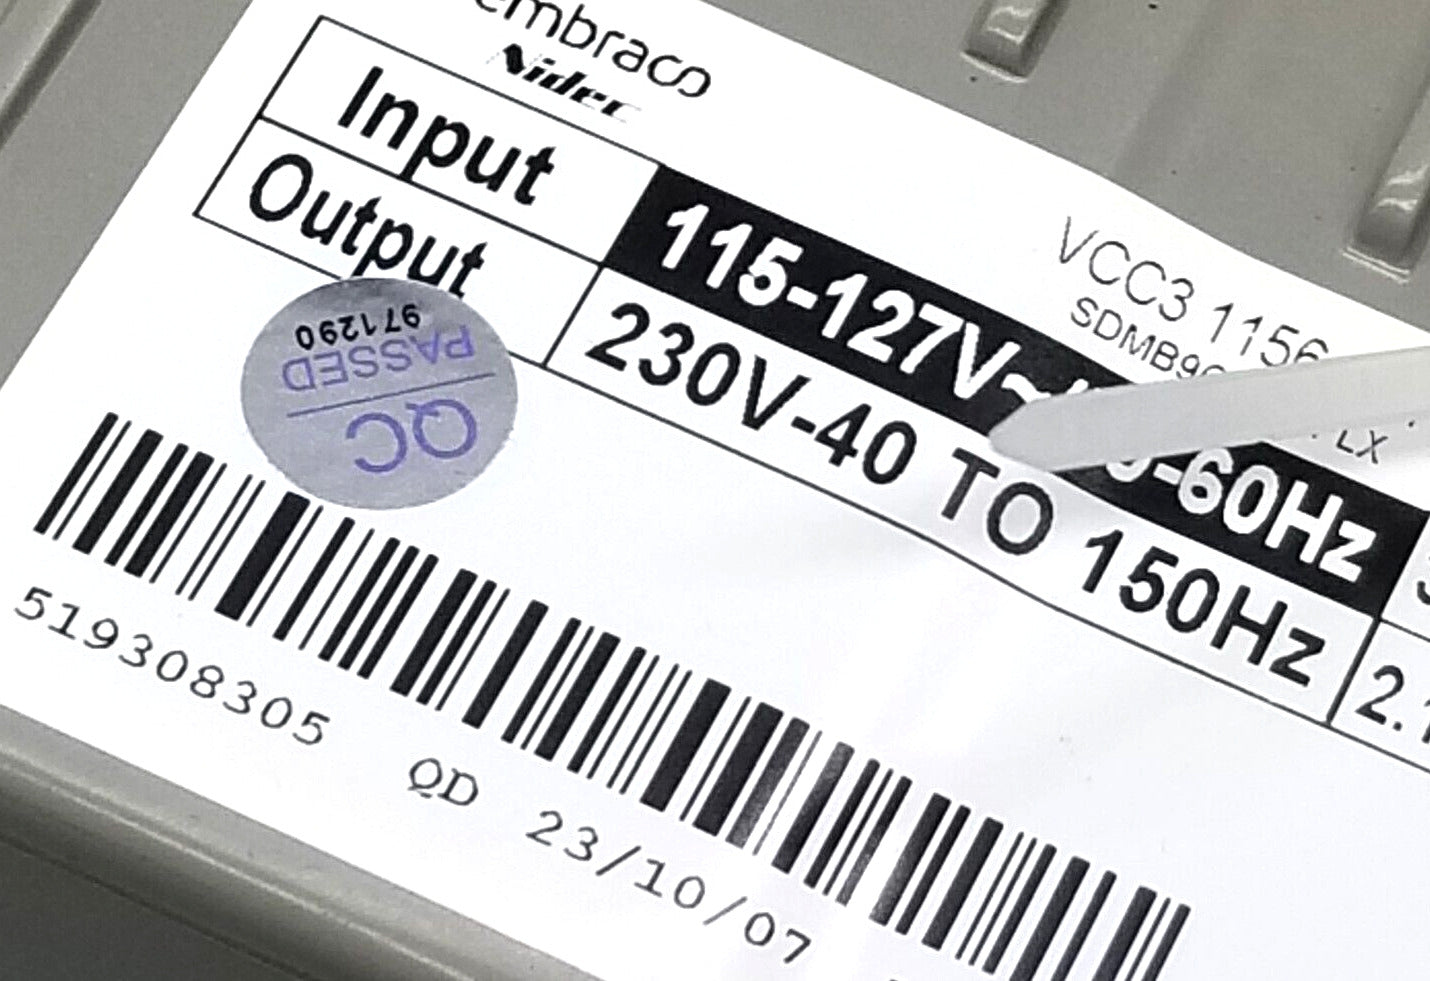 embraco
Nidec
VCC3 1156
SDMB9
LX
Input 115-127V~ -60Hz
Output 230V-40 TO 150Hz 2.1
971290
PASSED
QC
519308305 QD 23/10/07